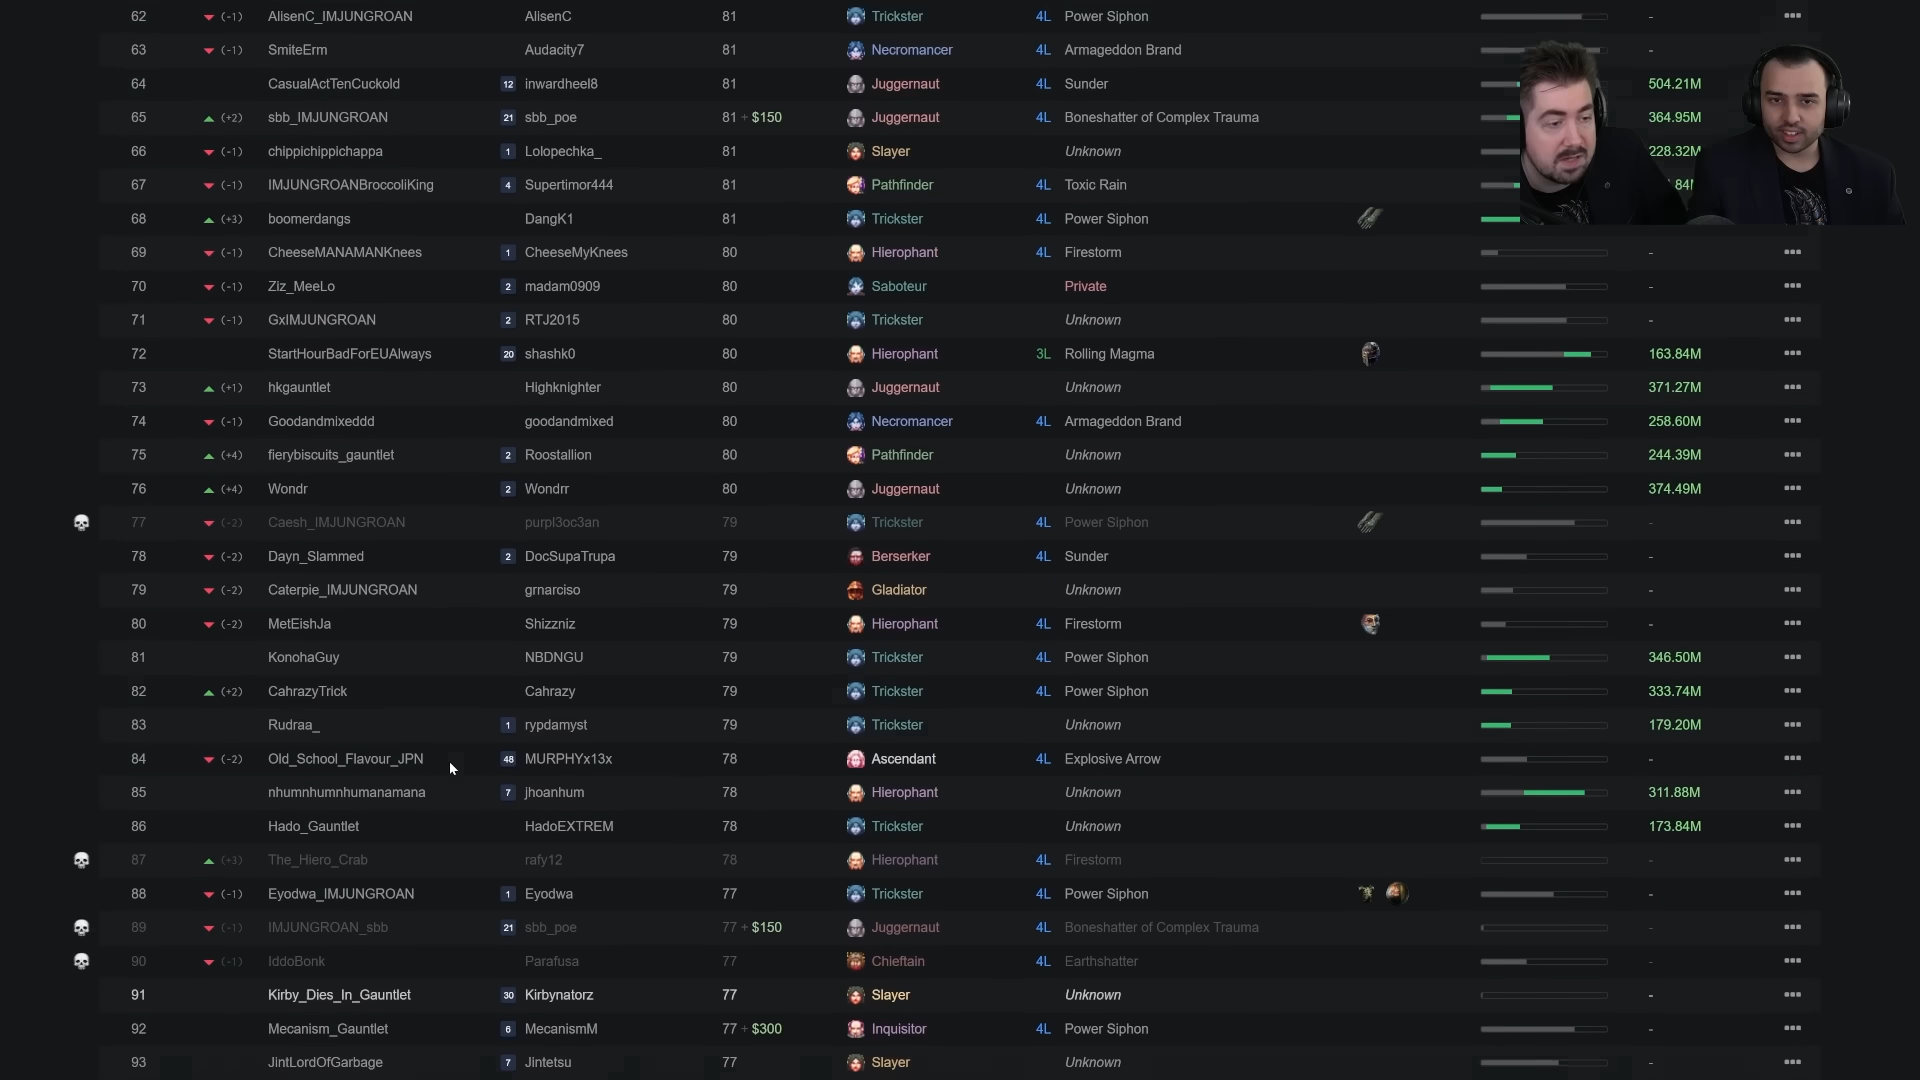 62 (-1) AlisenC_IMJUNGROAN AlisenC 81 Trickster 4L Power Siphon -
63 (-1) SmiteErm Audacity7 81 Necromancer 4L Armageddon Brand -
64 CasualActTenCuckold 12 inwardheel8 81 Juggernaut 4L Sunder 504.21M
65 (+2) sbb_IMJUNGROAN 21 sbb_poe 81 + $150 Juggernaut 4L Boneshatter of Complex Trauma 364.95M
66 (-1) chippichippichappa 1 Lolopechka_ 81 Slayer Unknown 228.32M
67 (-1) IMJUNGROANBroccoliKing 4 Supertimor444 81 Pathfinder 4L Toxic Rain
68 (+3) boomerdangs DangK1 81 Trickster 4L Power Siphon
69 (-1) CheeseMANAMANKnees 1 CheeseMyKnees 80 Hierophant 4L Firestorm -
70 (-1) Ziz_MeeLo 2 madam0909 80 Saboteur Private -
71 (-1) GxIMJUNGROAN 2 RTJ2015 80 Trickster Unknown -
72 StartHourBadForEUAlways 20 shashk0 80 Hierophant 3L Rolling Magma 163.84M
73 (+1) hkgauntlet Highknighter 80 Juggernaut Unknown 371.27M
74 (-1) Goodandmixeddd goodandmixed 80 Necromancer 4L Armageddon Brand 258.60M
75 (+4) fierybiscuits_gauntlet 2 Roostallion 80 Pathfinder Unknown 244.39M
76 (+4) Wondr 2 Wondrr 80 Juggernaut Unknown 374.49M
77 (-2) Caesh_IMJUNGROAN purpl3oc3an 79 Trickster 4L Power Siphon -
78 (-2) Dayn_Slammed 2 DocSupaTrupa 79 Berserker 4L Sunder -
79 (-2) Caterpie_IMJUNGROAN grnarciso 79 Gladiator Unknown -
80 (-2) MetEishJa Shizzniz 79 Hierophant 4L Firestorm -
81 KonohaGuy NBDNGU 79 Trickster 4L Power Siphon 346.50M
82 (+2) CahrazyTrick Cahrazy 79 Trickster 4L Power Siphon 333.74M
83 Rudraa_ 1 rypdamyst 79 Trickster Unknown 179.20M
84 (-2) Old_School_Flavour_JPN 48 MURPHYx13x 78 Ascendant 4L Explosive Arrow -
85 nhumnhumnhumanamana 7 jhoanhum 78 Hierophant Unknown 311.88M
86 Hado_Gauntlet HadoEXTREM 78 Trickster Unknown 173.84M
87 (+3) The_Hiero_Crab rafy12 78 Hierophant 4L Firestorm -
88 (-1) Eyodwa_IMJUNGROAN 1 Eyodwa 77 Trickster 4L Power Siphon -
89 (-1) IMJUNGROAN_sbb 21 sbb_poe 77 + $150 Juggernaut 4L Boneshatter of Complex Trauma -
90 (-1) IddoBonk Parafusa 77 Chieftain 4L Earthshatter -
91 Kirby_Dies_In_Gauntlet 30 Kirbynatorz 77 Slayer Unknown -
92 Mecanism_Gauntlet 6 MecanismM 77 + $300 Inquisitor 4L Power Siphon -
93 JintLordOfGarbage 7 Jintetsu 77 Slayer Unknown -